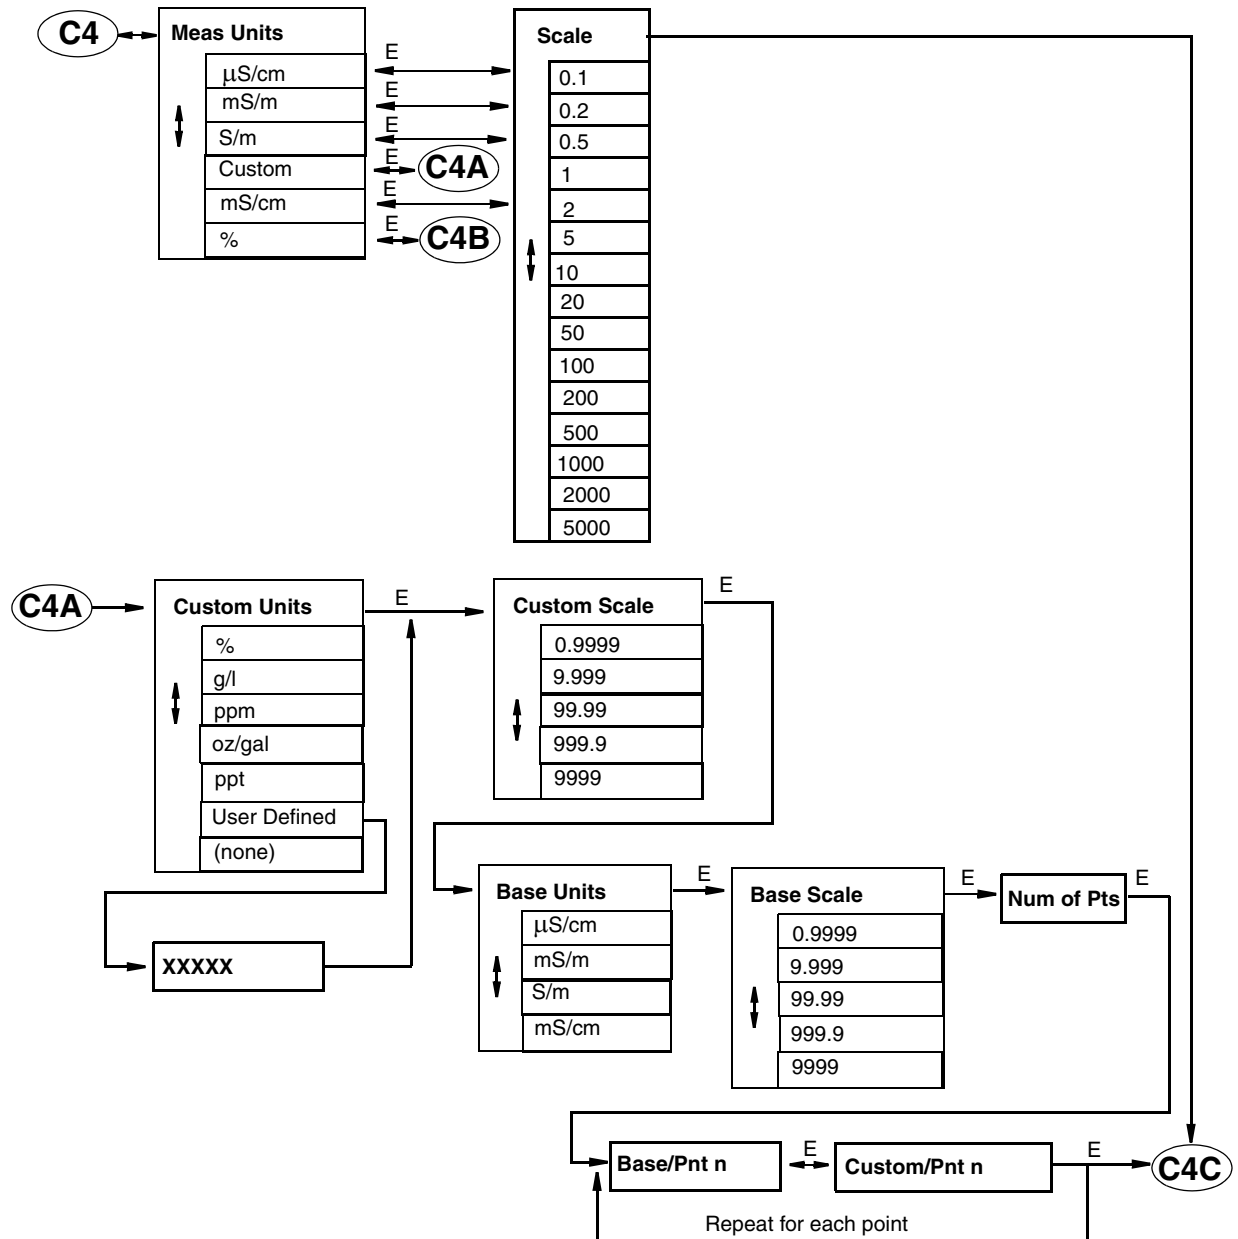 C4
Meas Units
μS/cm
mS/m
S/m
Custom
mS/cm
%
E
E
E
E
E
E
C4A
C4B
Scale
0.1
0.2
0.5
1
2
5
10
20
50
100
200
500
1000
2000
5000
C4A
Custom Units
%
g/l
ppm
oz/gal
ppt
User Defined
(none)
E
XXXXX
Custom Scale
0.9999
9.999
99.99
999.9
9999
E
Base Units
μS/cm
mS/m
S/m
mS/cm
E
Base Scale
0.9999
9.999
99.99
999.9
9999
E
Num of Pts
E
Base/Pnt n
E
Custom/Pnt n
E
C4C
Repeat for each point